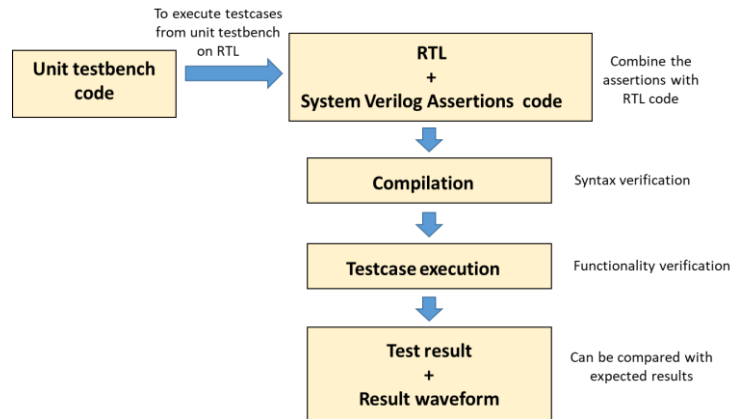 To execute testcases
from unit testbench
on RTL
Unit testbench
code
RTL
+
System Verilog Assertions code
Combine the
assertions with
RTL code
Compilation
Syntax verification
Testcase execution
Functionality verification
Test result
+
Result waveform
Can be compared with
expected results